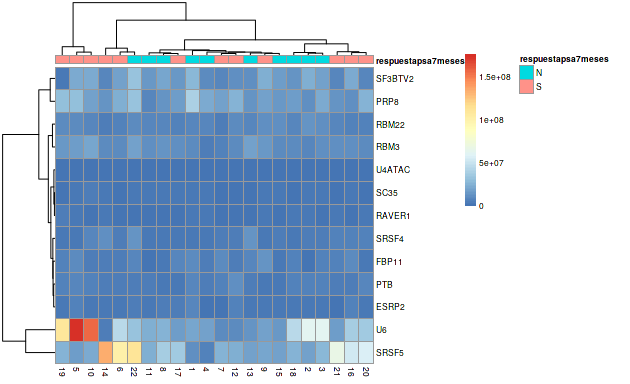 respuestapsa7meses
SF3BTV2
PRP8
RBM22
RBM3
U4ATAC
SC35
RAVER1
SRSF4
FBP11
PTB
ESRP2
U6
SRSF5
19 5 10 14 6 22 11 8 17 1 4 7 12 13 9 15 18 2 3 21 16 20
1.5e+08
1e+08
5e+07
0
respuestapsa7meses
N
S